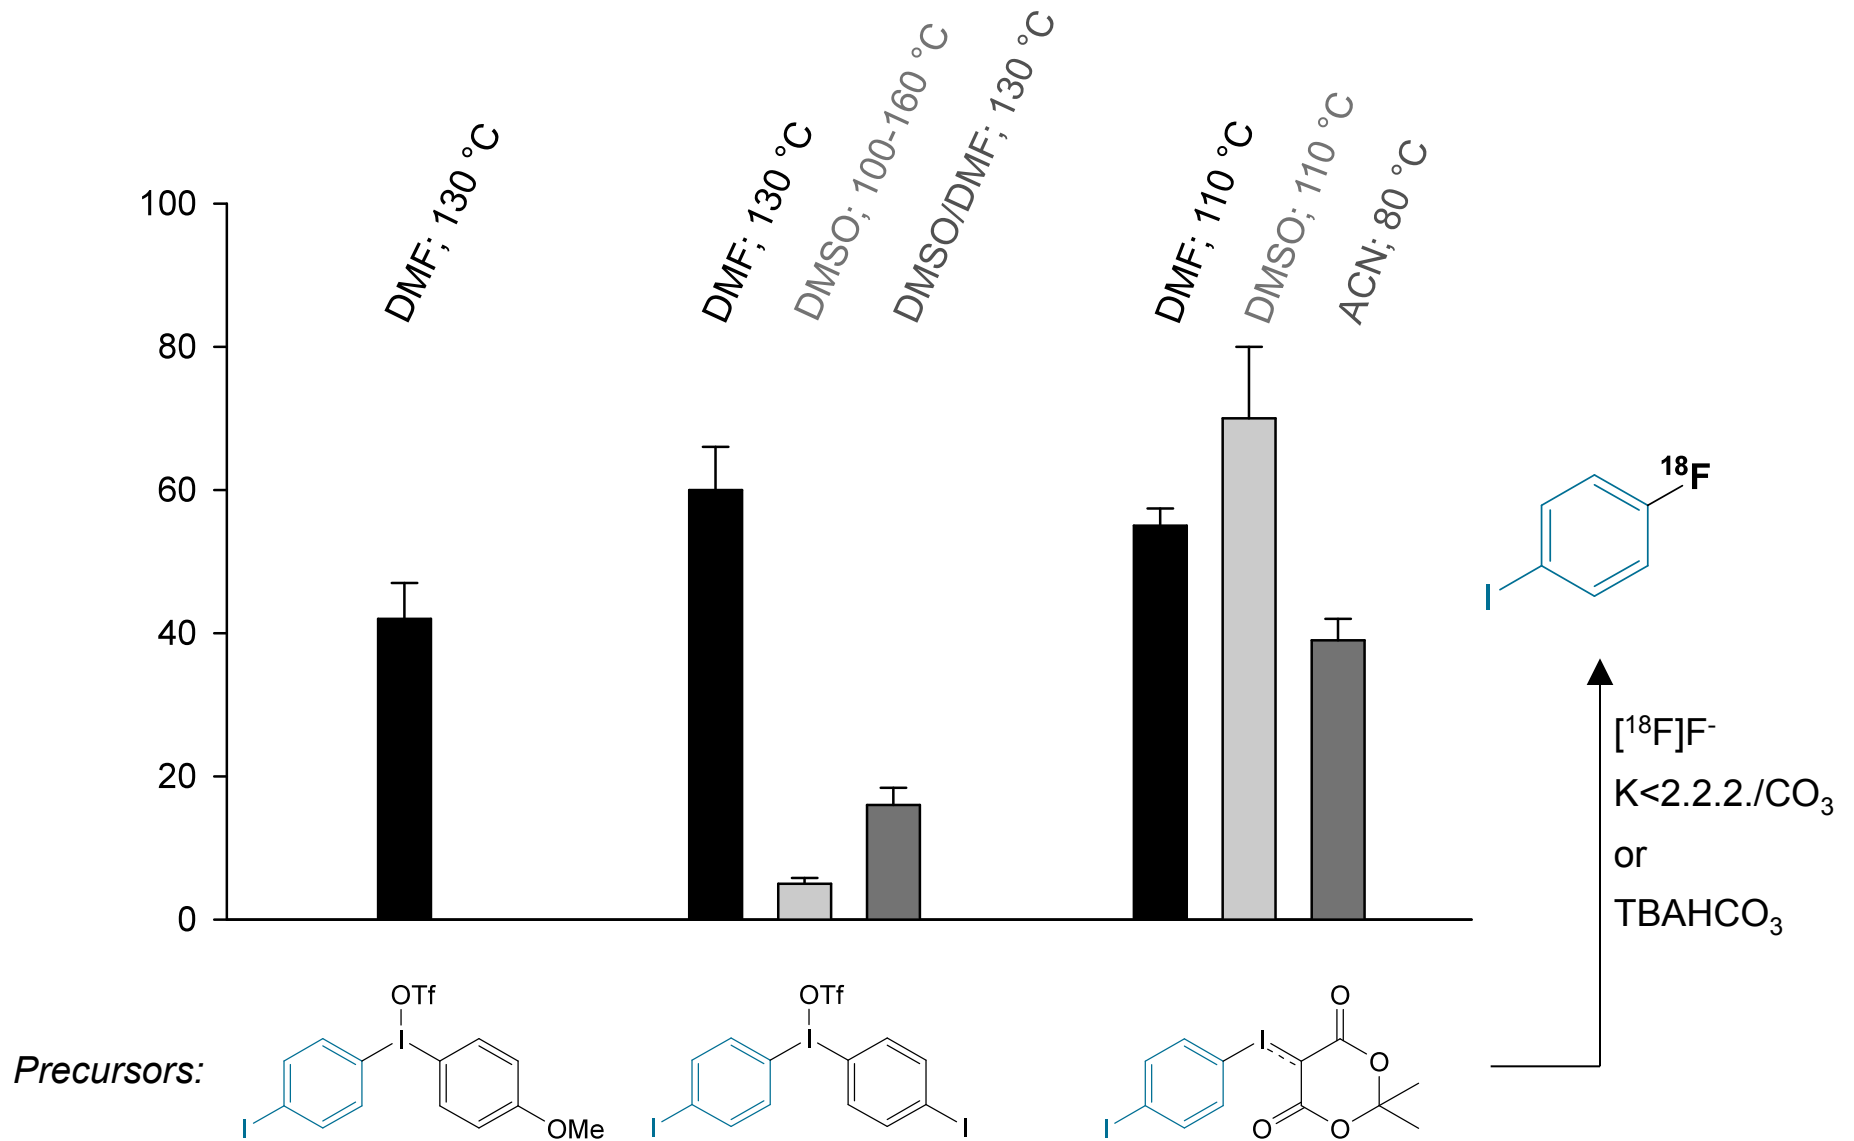 DMF; 130 °C
DMF; 130 °C
DMSO; 100-160 °C
DMSO/DMF; 130 °C
DMF; 110 °C
DMSO; 110 °C
ACN; 80 °C
100
80
60
40
20
0
¹⁸F
I
[¹⁸F]F⁻
K<2.2.2./CO₃
or
TBAHCO₃
Precursors:
OTf
I
I
OMe
OTf
I
I
I
O
I
O
O
O
I